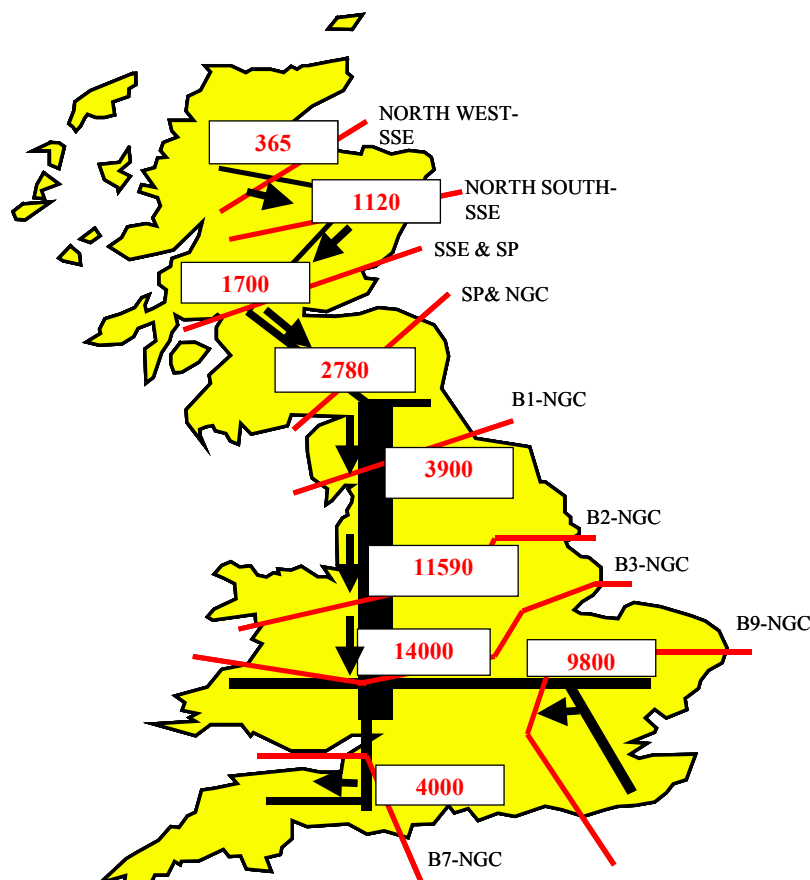 NORTH WEST-
SSE
365
NORTH SOUTH-
SSE
1120
SSE & SP
1700
SP& NGC
2780
B1-NGC
3900
B2-NGC
11590
B3-NGC
B9-NGC
14000
9800
4000
B7-NGC